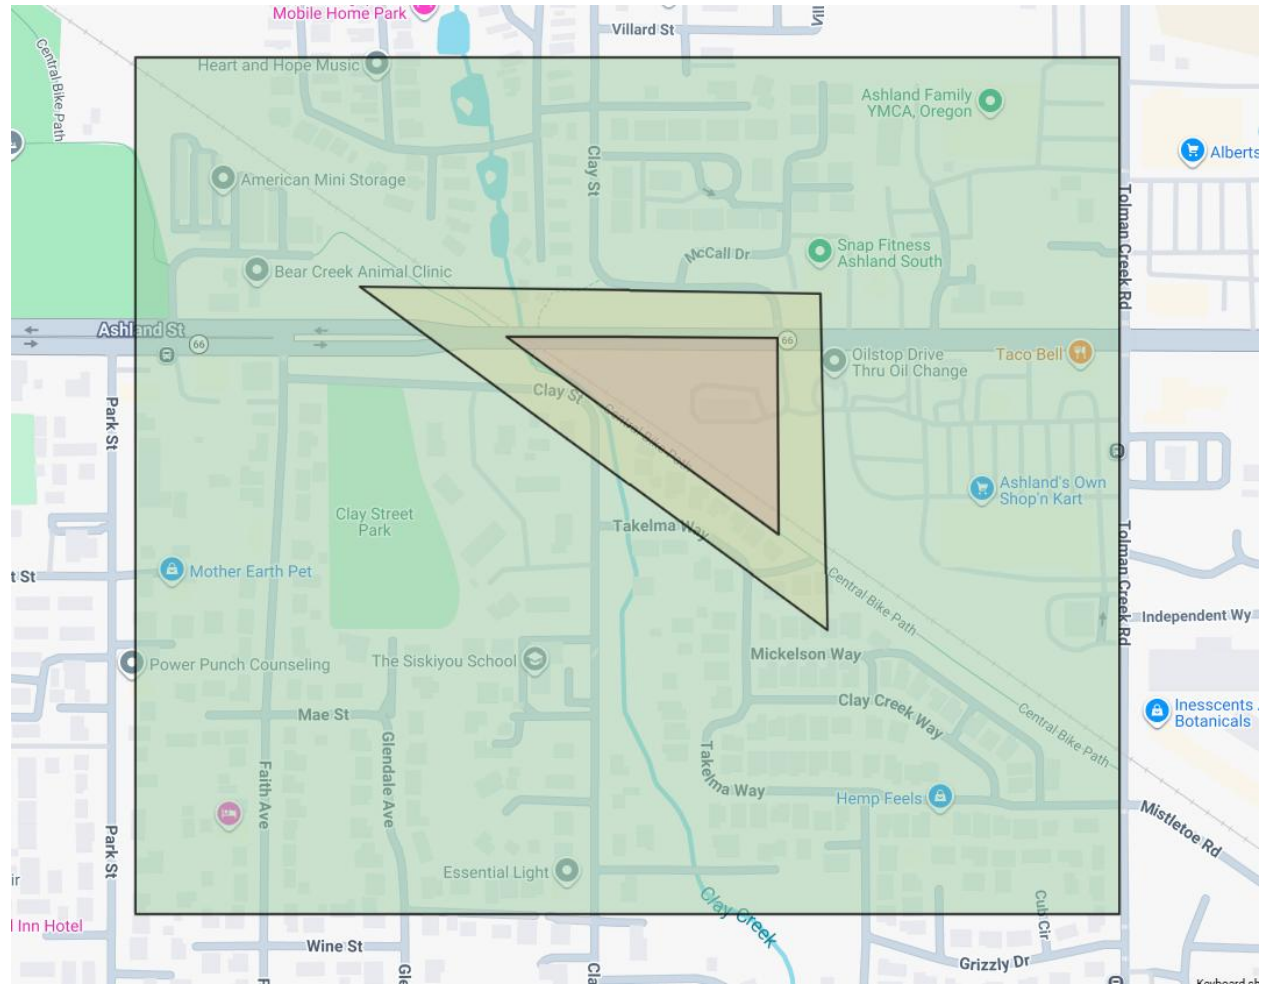 Mobile Home Park
Villard St
Vill
Central Bike Path
Heart and Hope Music
Ashland Family
YMCA, Oregon
Alberts
American Mini Storage
Clay St
Tolman Creek Rd
McCall Dr
Snap Fitness
Ashland South
Bear Creek Animal Clinic
Ashland St
66
66
Oilstop Drive
Thru Oil Change
Taco Bell
Park St
Clay St
Central Bike Path
Ashland's Own
Shop'n Kart
Clay Street
Park
Takelma Way
Tolman Creek Rd
t St
Mother Earth Pet
Central Bike Path
Independent Wy
Power Punch Counseling
The Siskiyou School
Mickelson Way
Mae St
Clay Creek Way
Central Bike Path
Inesscents
Botanicals
Glendale Ave
Faith Ave
Takelma Way
Hemp Feels
Mistletoe Rd
Park St
Essential Light
ir
Clay Creek
Cub Cir
l Inn Hotel
Wine St
Grizzly Dr
F
Gle
Cla
Keyboard sh